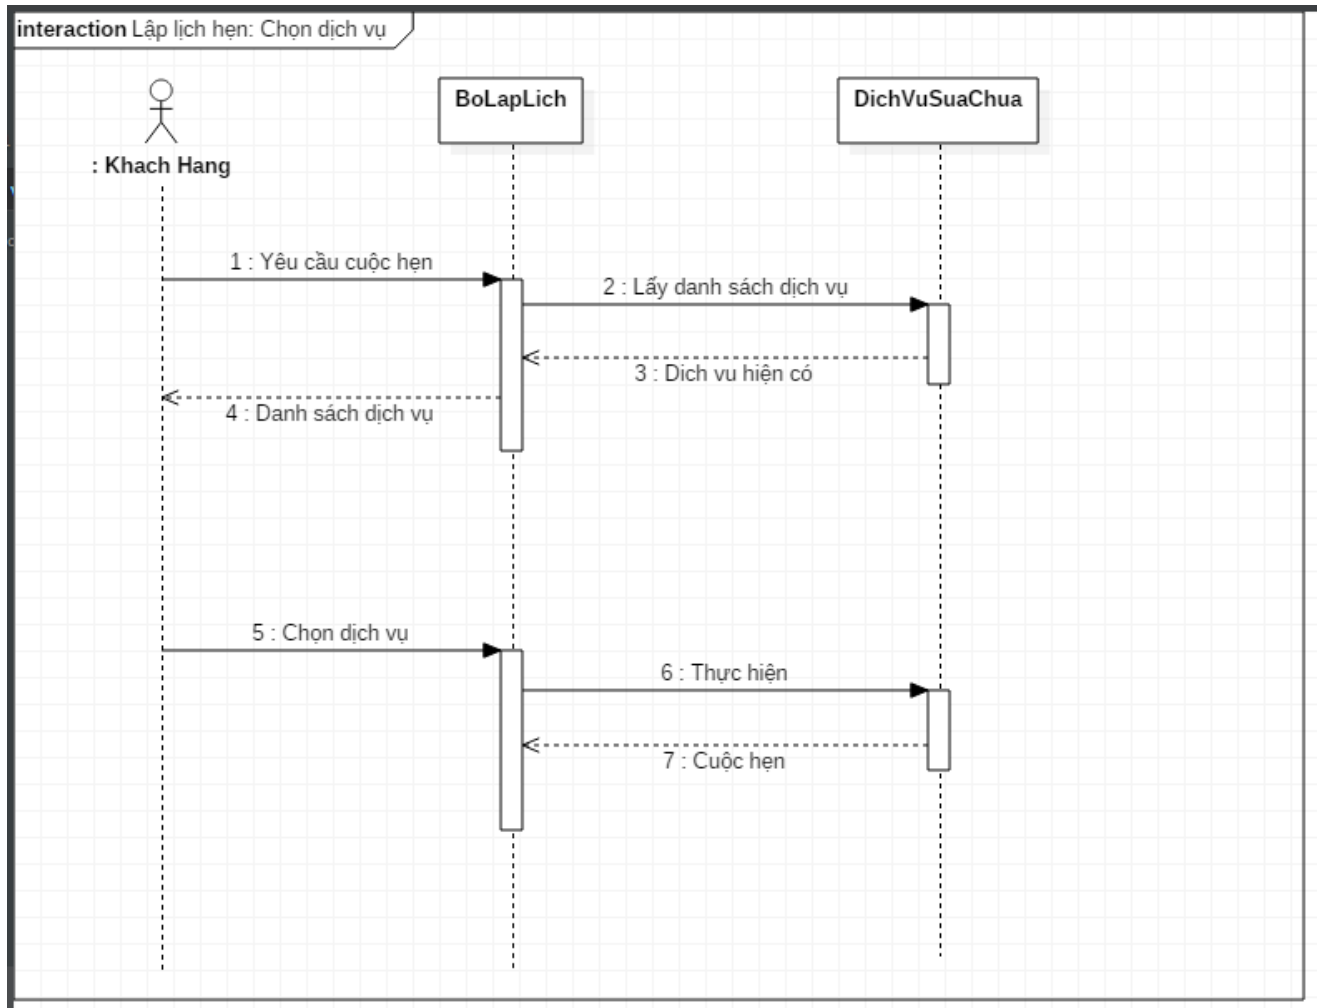 interaction Lập lịch hẹn: Chọn dịch vụ
: Khach Hang
BoLapLich
DichVuSuaChua
1 : Yêu cầu cuộc hẹn
2 : Lấy danh sách dịch vụ
3 : Dich vu hiện có
4 : Danh sách dịch vụ
5 : Chọn dịch vụ
6 : Thực hiện
7 : Cuộc hẹn